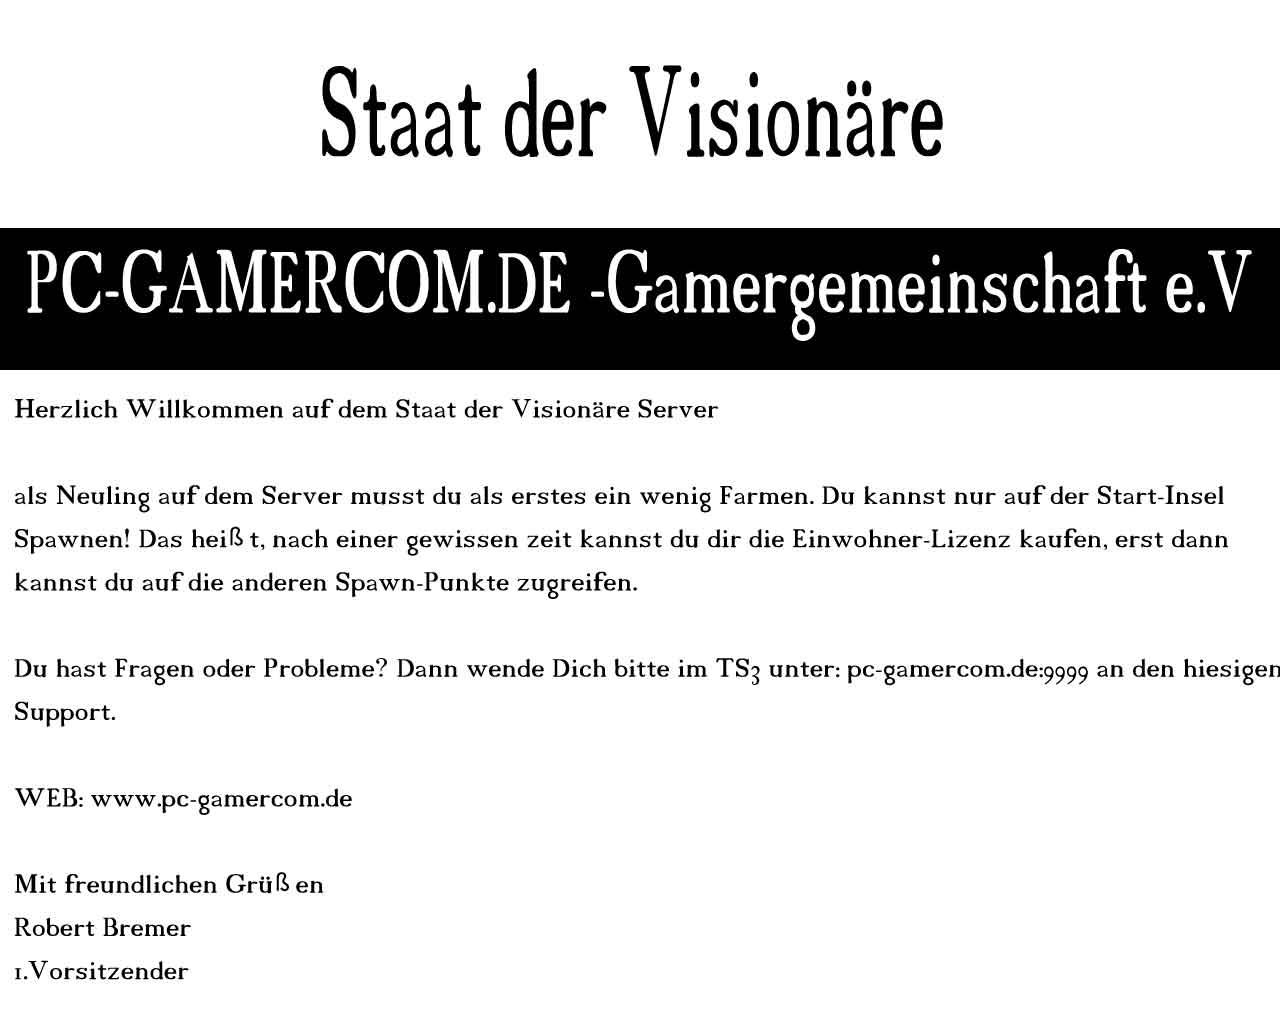 Staat der Visionäre
PC-GAMERCOM.DE -Gamergemeinschaft e.V
Herzlich Willkommen auf dem Staat der Visionäre Server
als Neuling auf dem Server musst du als erstes ein wenig Farmen. Du kannst nur auf der Start-Insel
Spawnen! Das heißt, nach einer gewissen zeit kannst du dir die Einwohner-Lizenz kaufen, erst dann
kannst du auf die anderen Spawn-Punkte zugreifen.
Du hast Fragen oder Probleme? Dann wende Dich bitte im TS3 unter: pc-gamercom.de:9999 an den hiesigen
Support.
WEB: www.pc-gamercom.de
Mit freundlichen Grüßen
Robert Bremer
1.Vorsitzender